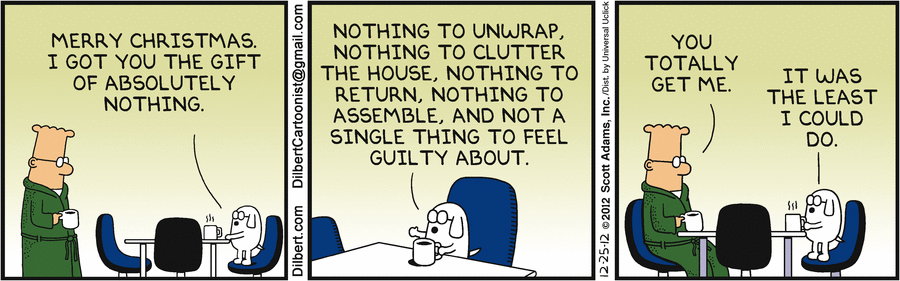 MERRY CHRISTMAS.
I GOT YOU THE GIFT
OF ABSOLUTELY
NOTHING.
Dilbert.com DilbertCartoonist@gmail.com
NOTHING TO UNWRAP,
NOTHING TO CLUTTER
THE HOUSE, NOTHING TO
RETURN, NOTHING TO
ASSEMBLE, AND NOT A
SINGLE THING TO FEEL
GUILTY ABOUT.
12-25-12 © 2012 Scott Adams, Inc. /Dist. by Universal Uclick
YOU
TOTALLY
GET ME.
IT WAS
THE LEAST
I COULD
DO.